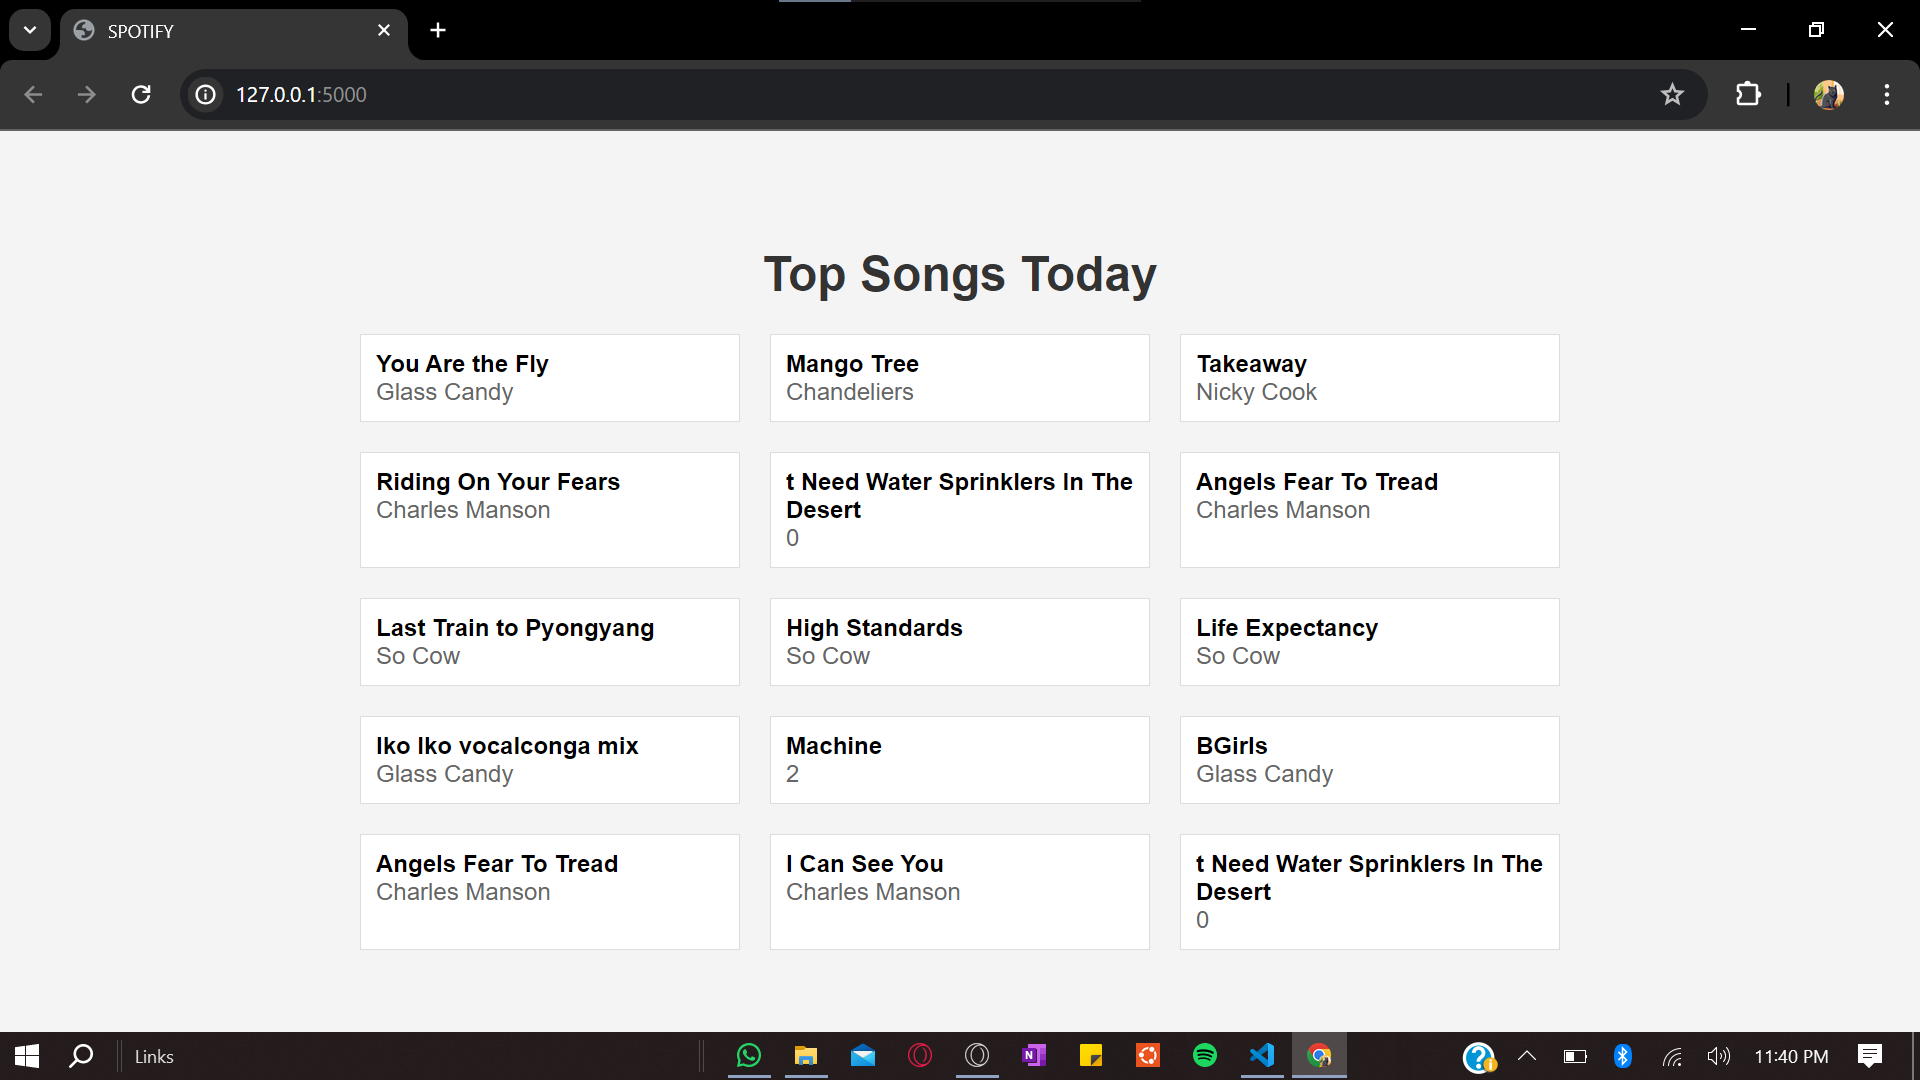 SPOTIFY
127.0.0.1:5000
Top Songs Today
You Are the Fly
Glass Candy
Mango Tree
Chandeliers
Takeaway
Nicky Cook
Riding On Your Fears
Charles Manson
t Need Water Sprinklers In The
Desert
0
Angels Fear To Tread
Charles Manson
Last Train to Pyongyang
So Cow
High Standards
So Cow
Life Expectancy
So Cow
Iko Iko vocalconga mix
Glass Candy
Machine
2
BGirls
Glass Candy
Angels Fear To Tread
Charles Manson
I Can See You
Charles Manson
t Need Water Sprinklers In The
Desert
0
Links
N
11:40 PM